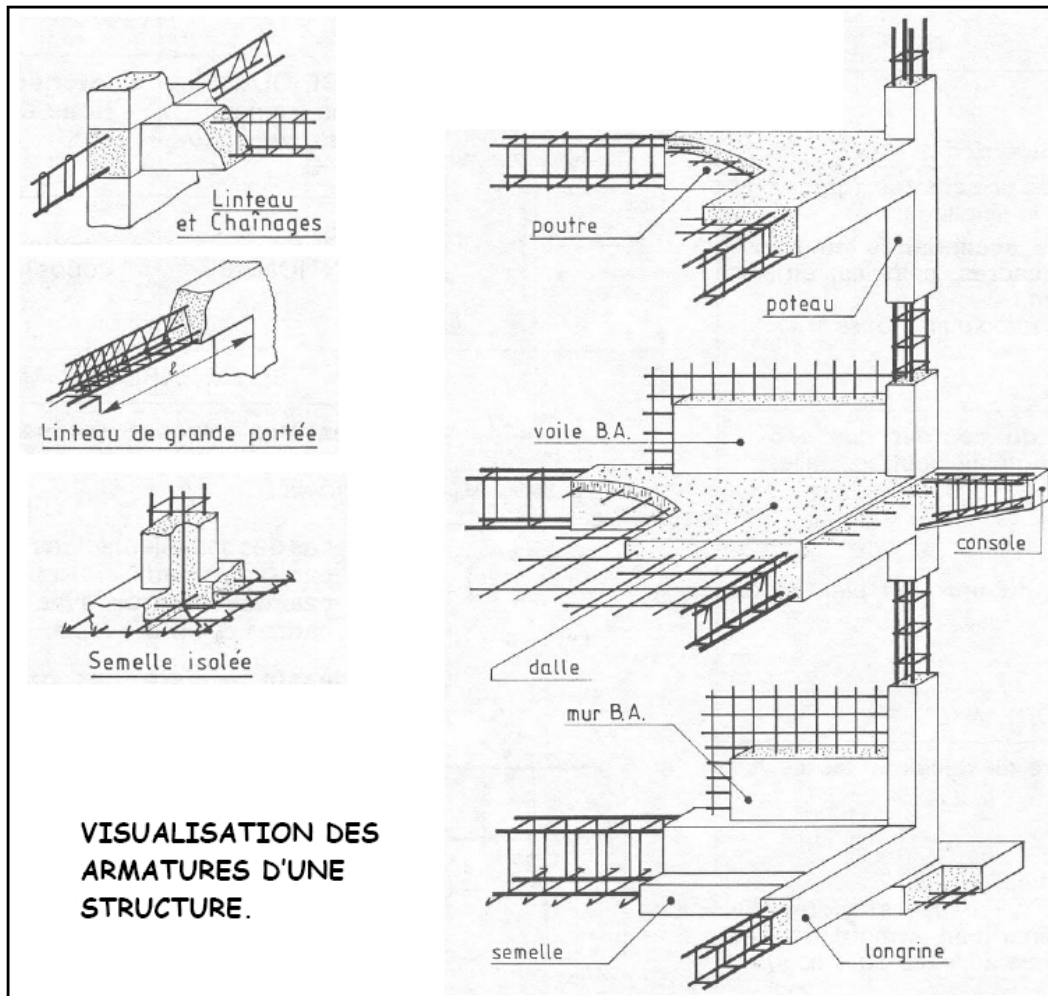 Linteau
et Chaînages
Linteau de grande portée
ℓ
Semelle isolée
VISUALISATION DES
ARMATURES D'UNE
STRUCTURE.
poutre
poteau
voile B.A.
console
dalle
mur B.A.
semelle
longrine